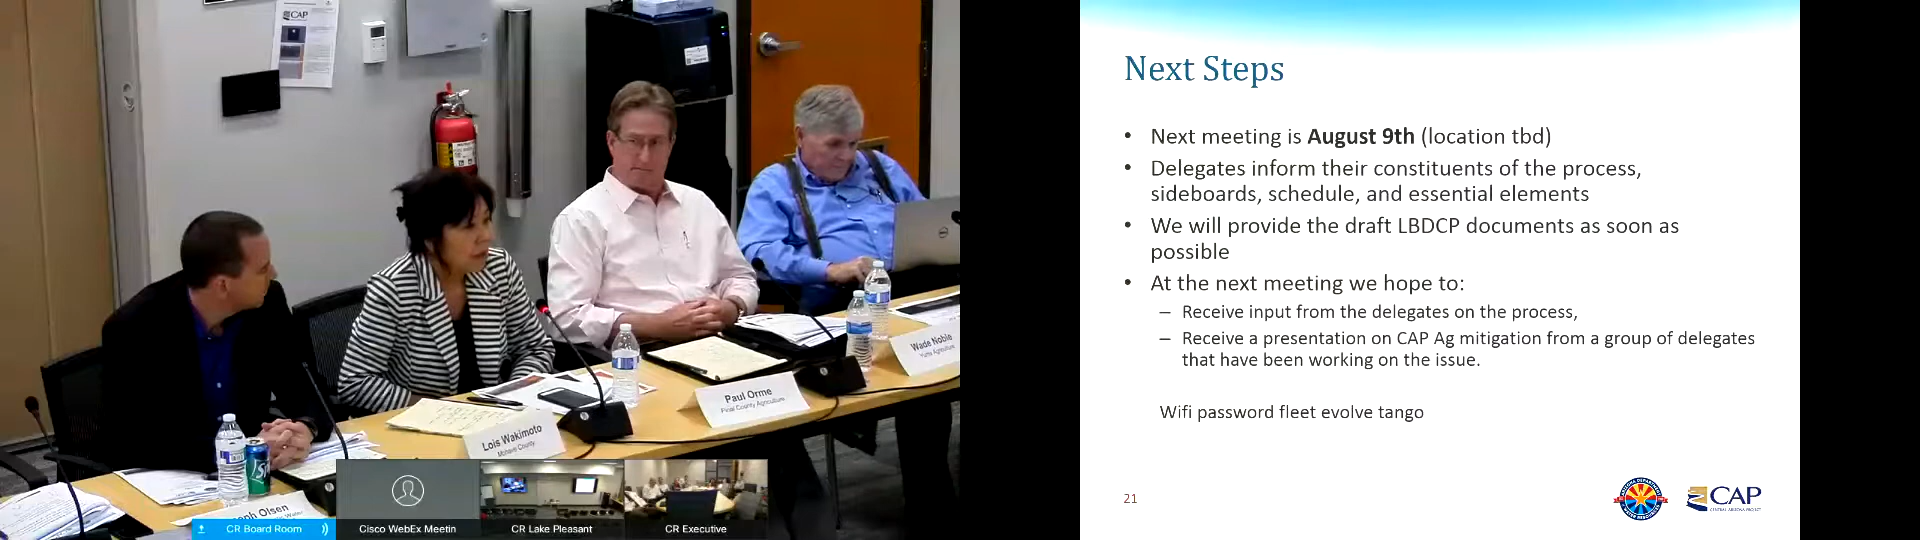 CAP
Wade Noble
Yuma Agriculture
Paul Orme
Pinal County Agriculture
Lois Wakimoto
Mohave County
Olsen
CR Board Room
Cisco WebEx Meetin
CR Lake Pleasant
CR Executive
Next Steps
• Next meeting is August 9th (location tbd)
• Delegates inform their constituents of the process,
sideboards, schedule, and essential elements
• We will provide the draft LBDCP documents as soon as
possible
• At the next meeting we hope to:
– Receive input from the delegates on the process,
– Receive a presentation on CAP Ag mitigation from a group of delegates
that have been working on the issue.
Wifi password fleet evolve tango
21
CAP
CENTRAL ARIZONA PROJECT